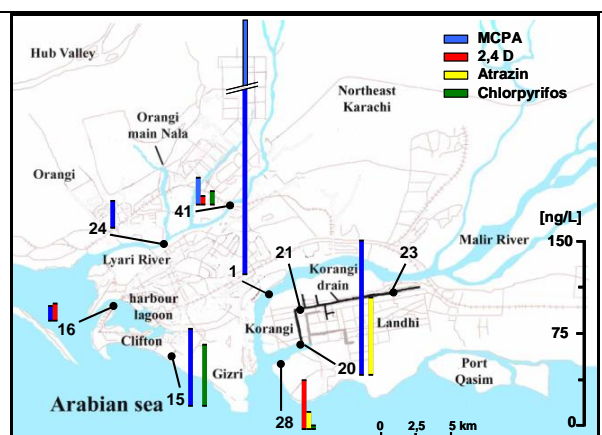 MCPA
2,4 D
Atrazin
Chlorpyrifos
Hub Valley
Northeast
Karachi
Orangi
main Nala
Orangi
41
24
[ng/L]
150
Malir River
Lyari River
1
21
Korangi
drain
23
harbour
lagoon
16
Clifton
Korangi
Landhi
75
20
Port
Qasim
Gizri
15
Arabian sea
28
0
0 2,5 5 km